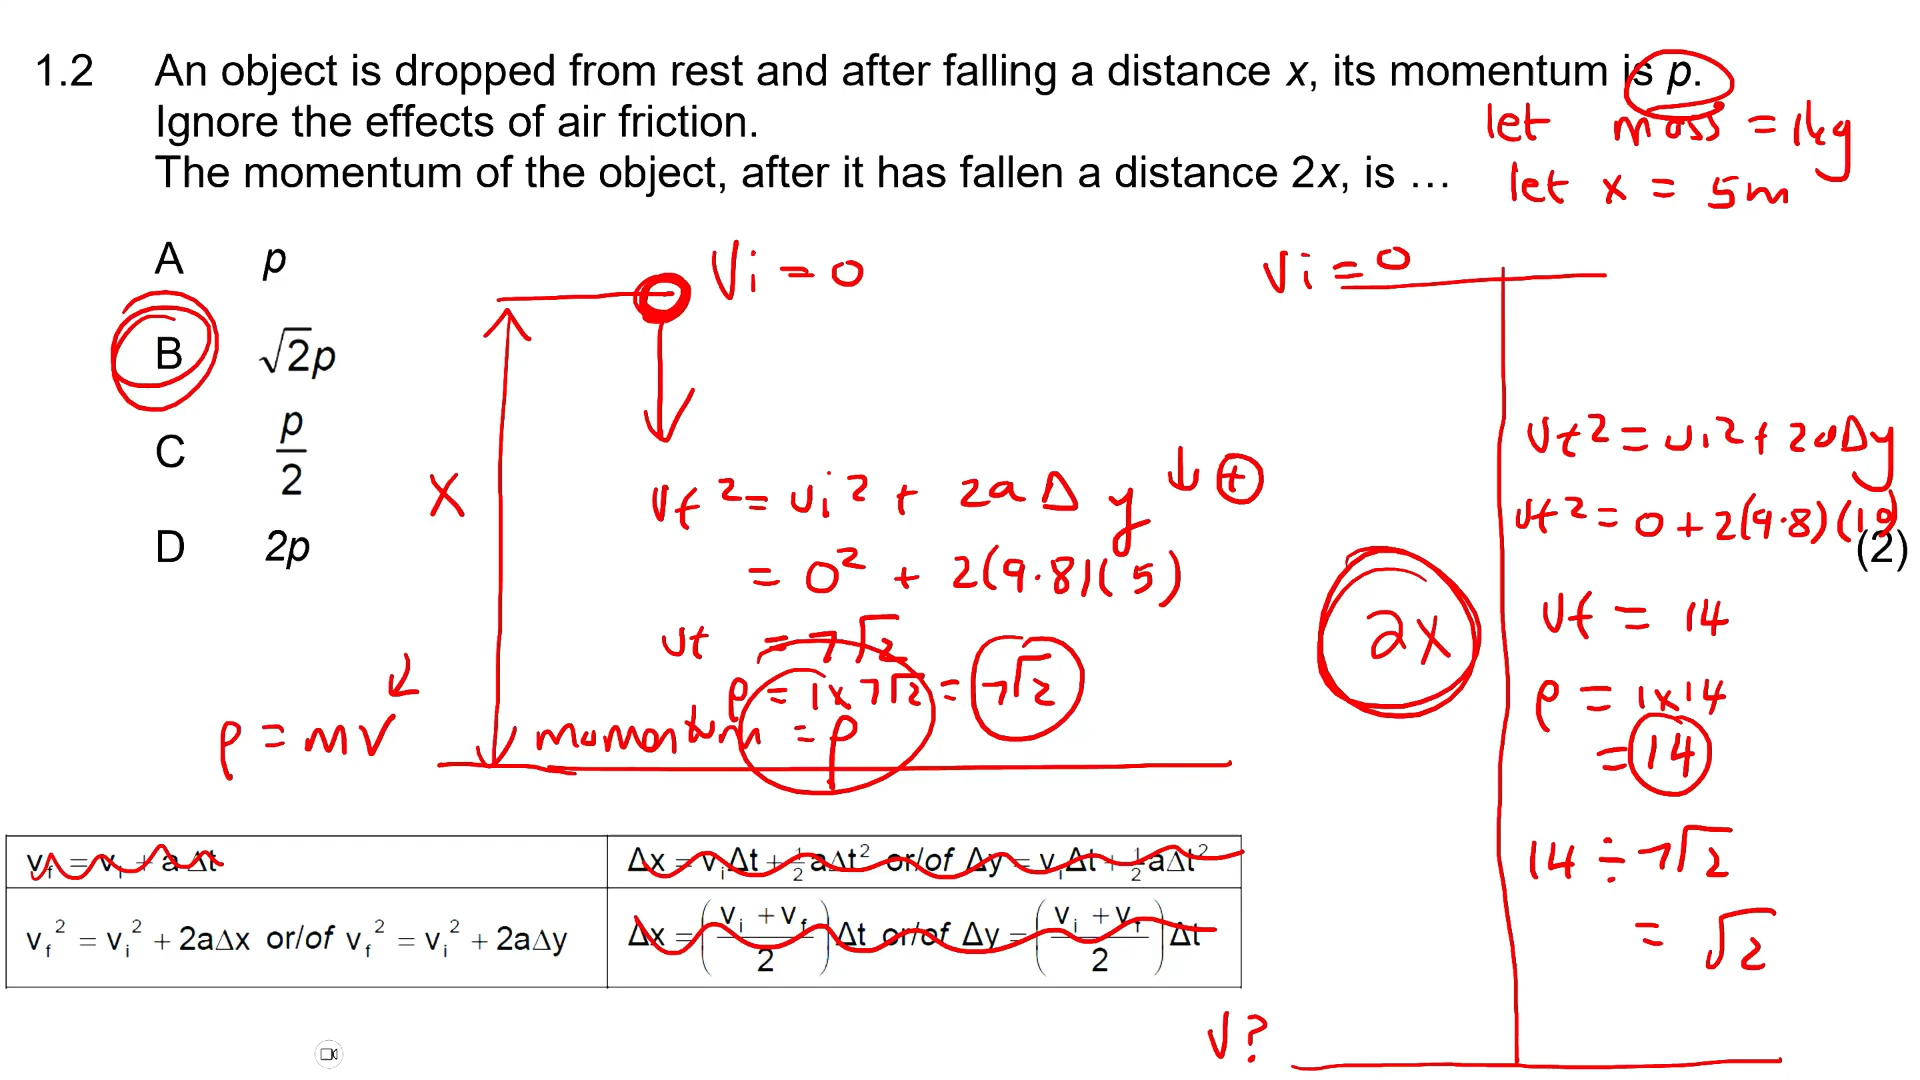 1.2 An object is dropped from rest and after falling a distance x, its momentum is p.
Ignore the effects of air friction.
The momentum of the object, after it has fallen a distance 2x, is …
let mass = 1kg
let x = 5m
A p
B √2p
C p/2
D 2p
(2)
Vi = 0
x
vf² = vi² + 2aΔy ↓ +
= 0² + 2(9.8)(5)
vf = 7√2
p = 1x7√2 = 7√2
momentum = p
p = mv
Vi = 0
2x
vf² = vi² + 2aΔy
vf² = 0 + 2(9.8)(10)
vf = 14
p = 1x14
= 14
14 ÷ 7√2
= √2
v?
vf = vi + aΔt
Δx = viΔt + ½aΔt² or/of Δy = viΔt + ½aΔt²
vf² = vi² + 2aΔx or/of vf² = vi² + 2aΔy
Δx = ((vi + vf)/2)Δt or/of Δy = ((vi + vf)/2)Δt